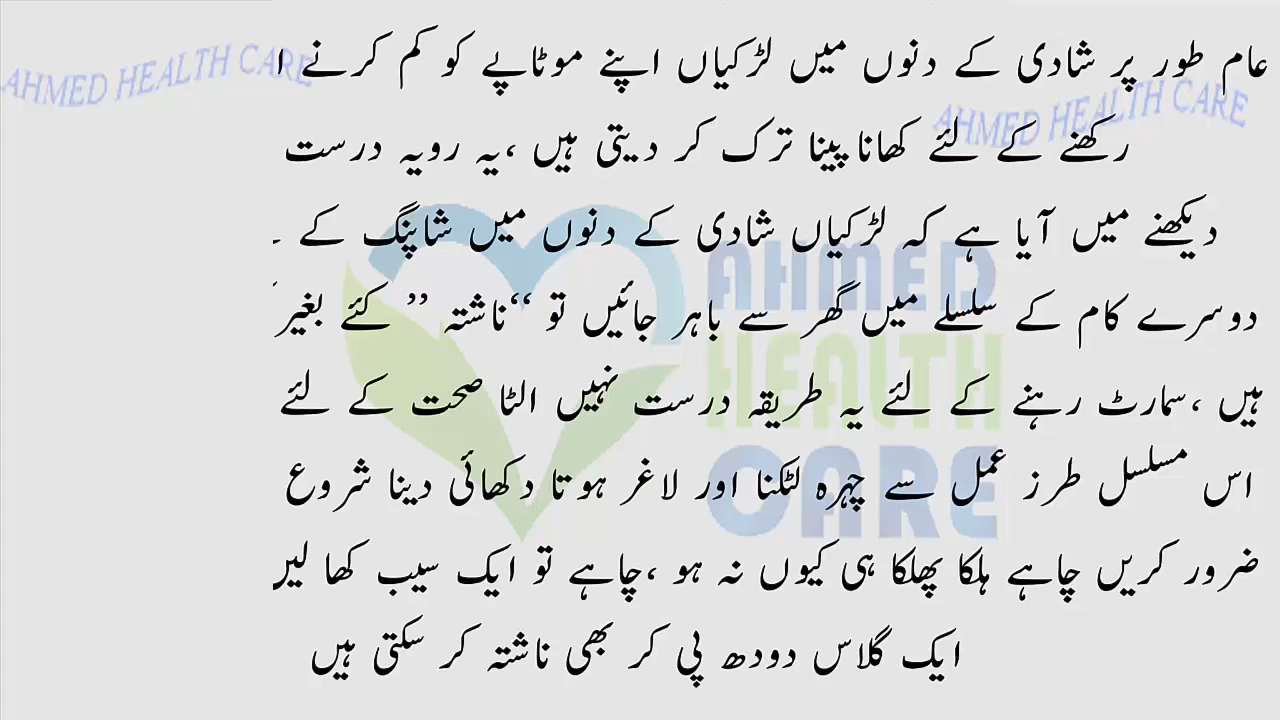 AHMED HEALTH CARE
AHMED HEALTH CARE
عام طور پر شادی کے دنوں میں لڑکیاں اپنے موٹاپے کو کم کرنے ا
رکھنے کے لئے کھانا پینا ترک کر دیتی ہیں ،یہ رویہ درست
دیکھنے میں آیا ہے کہ لڑکیاں شادی کے دنوں میں شاپنگ کے
دوسرے کام کے سلسلے میں گھر سے باہر جائیں تو “ناشتہ” کئے بغیر
ہیں ،سمارٹ رہنے کے لئے یہ طریقہ درست نہیں الٹا صحت کے لئے
اس مسلسل طرز عمل سے چہرہ لٹکنا اور لاغر ہوتا دکھائی دینا شروع
ضرور کریں چاہے ہلکا پھلکا ہی کیوں نہ ہو ،چاہے تو ایک سیب کھا لیں
ایک گلاس دودھ پی کر بھی ناشتہ کر سکتی ہیں
AHMED
HEALTH
CARE